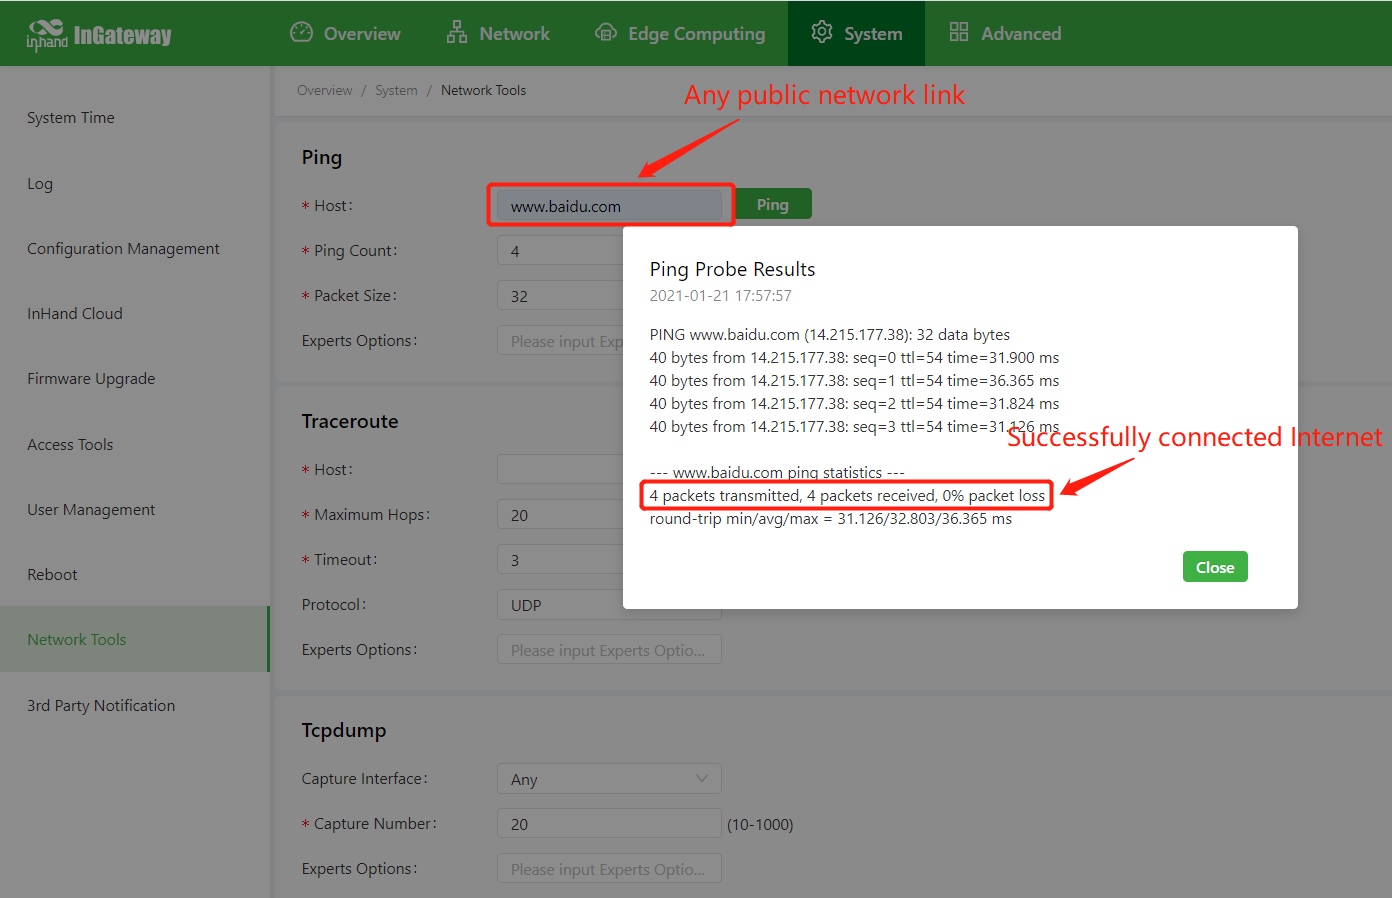 inhand InGateway
Overview
Network
Edge Computing
System
Advanced
System Time
Log
Configuration Management
InHand Cloud
Firmware Upgrade
Access Tools
User Management
Reboot
Network Tools
3rd Party Notification
Overview / System / Network Tools
Any public network link
Ping
* Host:
www.baidu.com
Ping
* Ping Count:
4
* Packet Size:
32
Experts Options:
Please input Exp
Ping Probe Results
2021-01-21 17:57:57
PING www.baidu.com (14.215.177.38): 32 data bytes
40 bytes from 14.215.177.38: seq=0 ttl=54 time=31.900 ms
40 bytes from 14.215.177.38: seq=1 ttl=54 time=36.365 ms
40 bytes from 14.215.177.38: seq=2 ttl=54 time=31.824 ms
40 bytes from 14.215.177.38: seq=3 ttl=54 time=31.126 ms
Successfully connected Internet
--- www.baidu.com ping statistics ---
4 packets transmitted, 4 packets received, 0% packet loss
round-trip min/avg/max = 31.126/32.803/36.365 ms
Close
Traceroute
* Host:
* Maximum Hops:
20
* Timeout:
3
Protocol:
UDP
Experts Options:
Please input Experts Optio...
Tcpdump
Capture Interface:
Any
* Capture Number:
20
(10-1000)
Experts Options:
Please input Experts Optio...